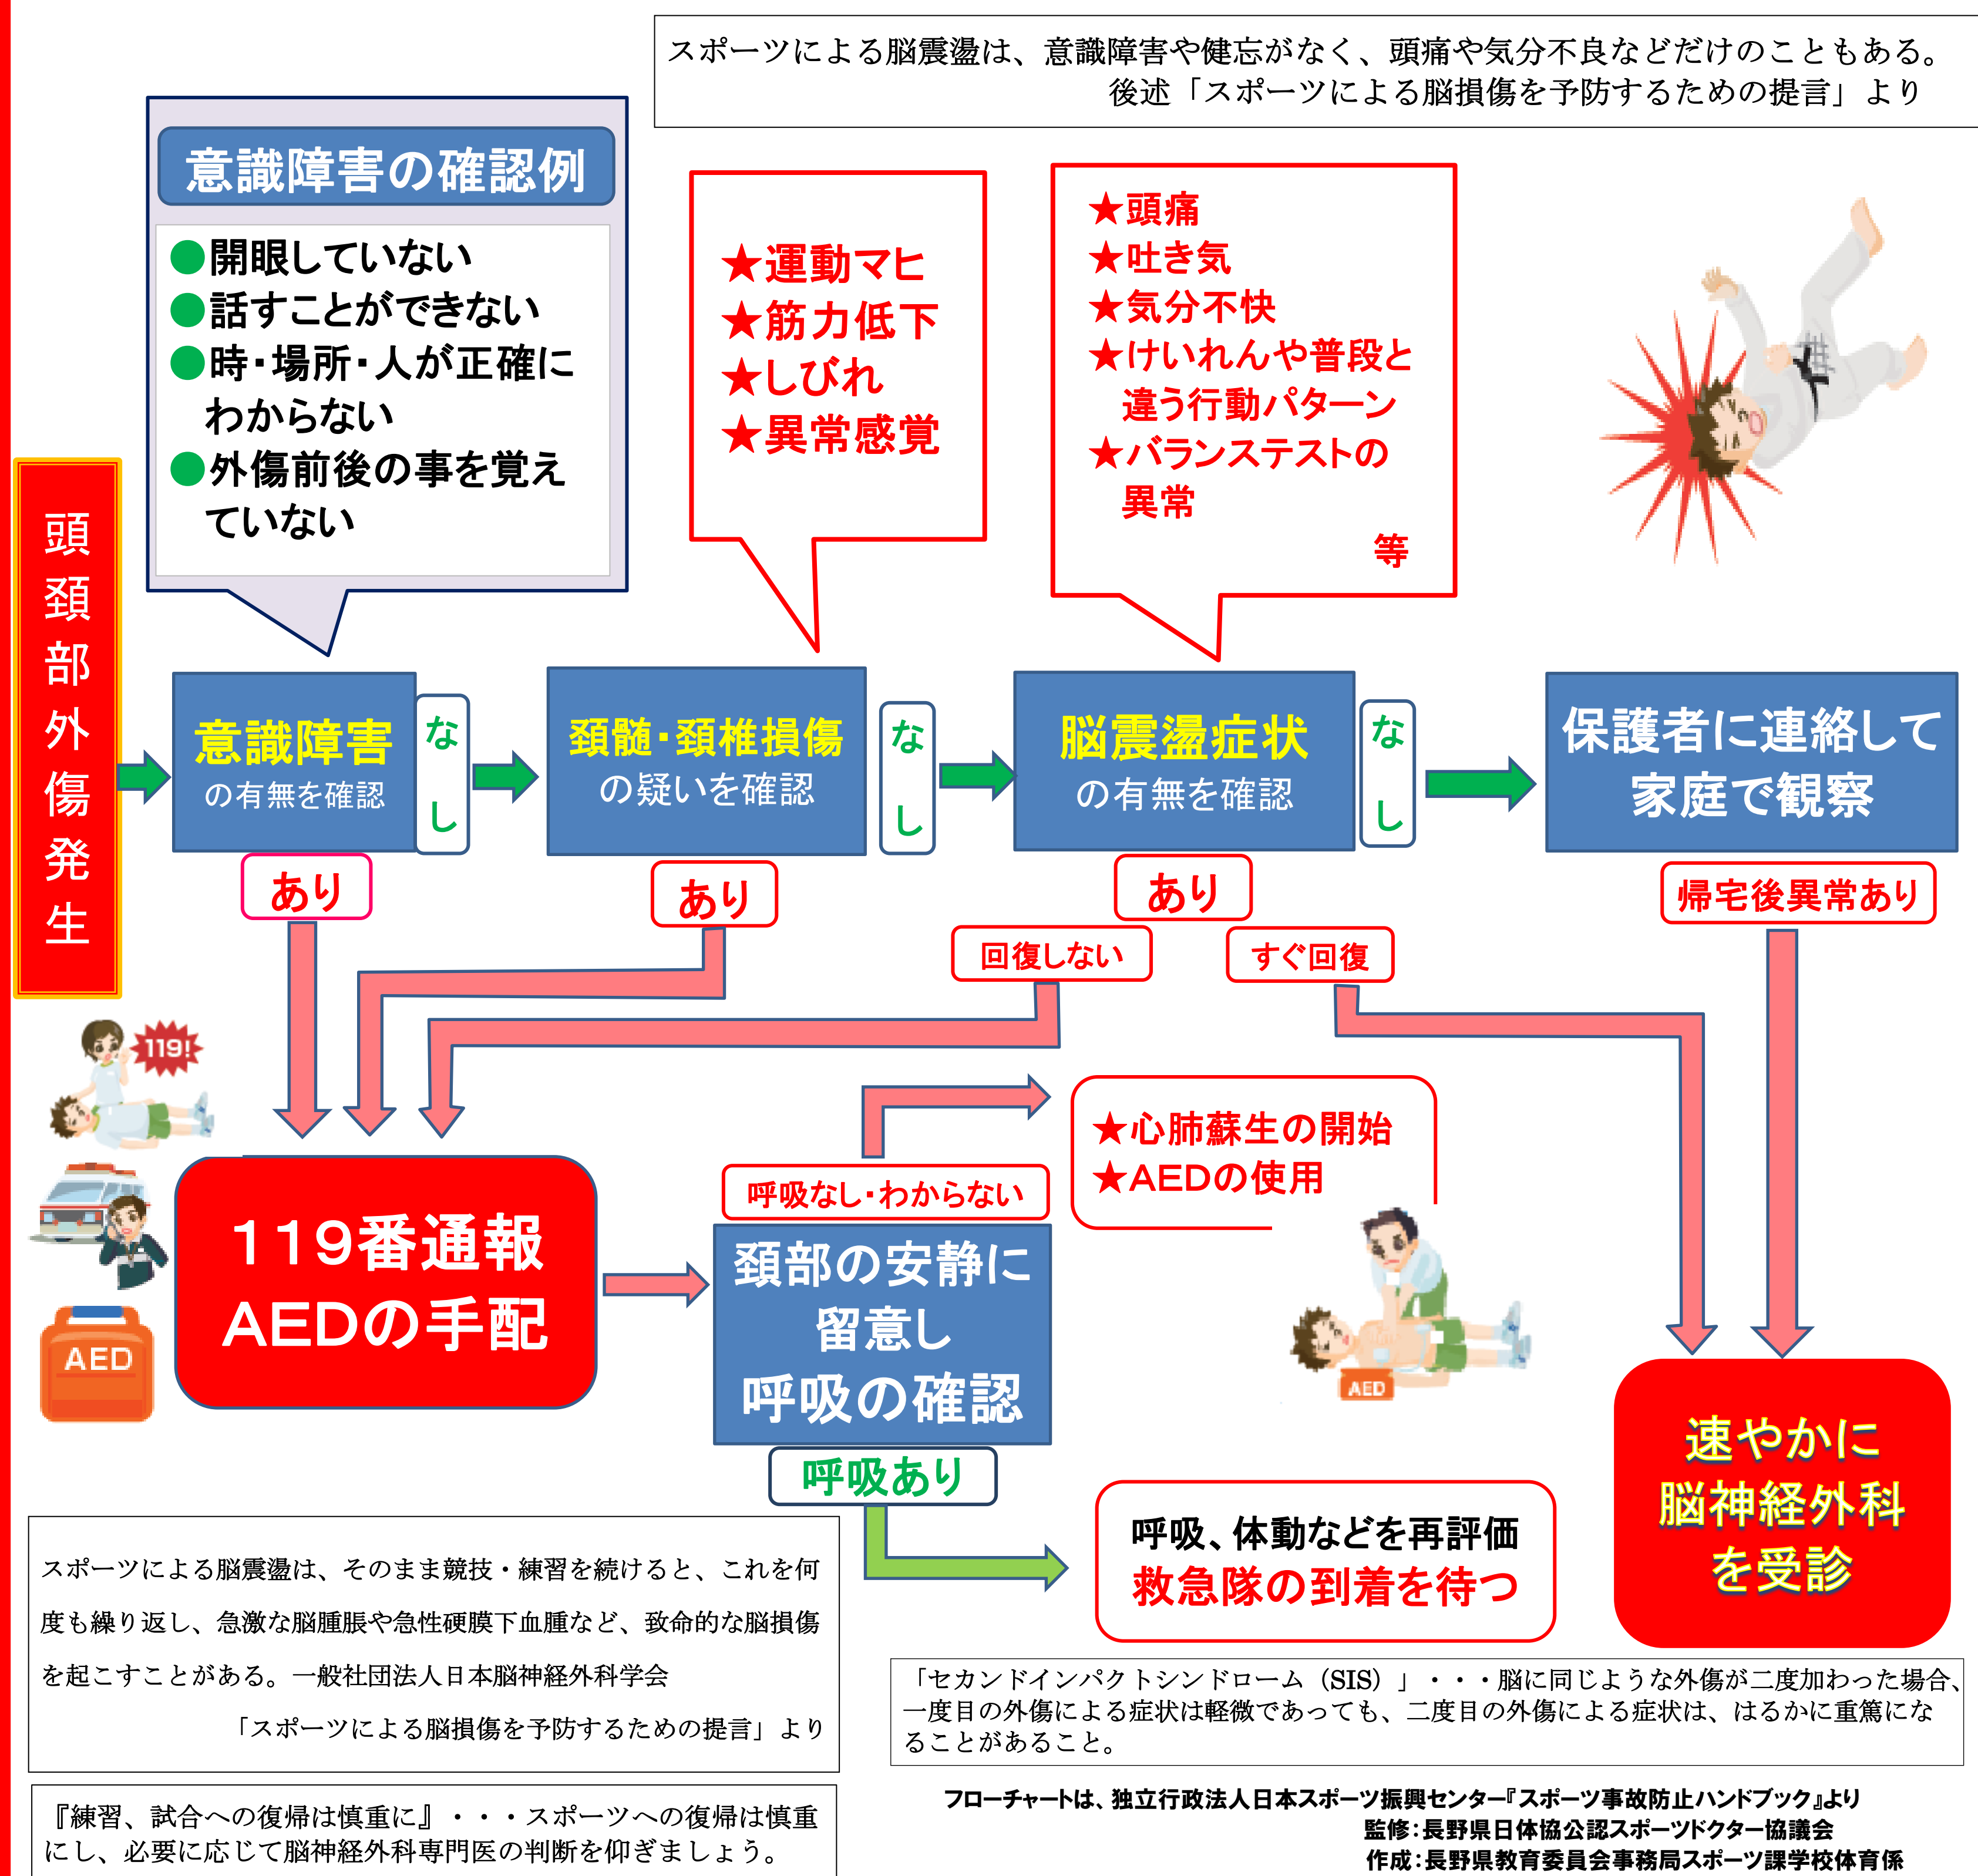 スポーツによる脳震盪は、意識障害や健忘がなく、頭痛や気分不良などだけのこともある。
後述「スポーツによる脳損傷を予防するための提言」より
意識障害の確認例
●開眼していない
●話すことができない
●時・場所・人が正確に
わからない
●外傷前後の事を覚え
ていない
★運動マヒ
★筋力低下
★しびれ
★異常感覚
★頭痛
★吐き気
★気分不快
★けいれんや普段と
違う行動パターン
★バランステストの
異常
等
頭頚部外傷発生
意識障害
の有無を確認
なし
頚髄・頚椎損傷
の疑いを確認
なし
脳震盪症状
の有無を確認
なし
保護者に連絡して
家庭で観察
あり
あり
あり
帰宅後異常あり
回復しない
すぐ回復
119!
★心肺蘇生の開始
★AEDの使用
呼吸なし・わからない
119番通報
AEDの手配
頚部の安静に
留意し
呼吸の確認
AED
AED
呼吸あり
速やかに
脳神経外科
を受診
呼吸、体動などを再評価
救急隊の到着を待つ
スポーツによる脳震盪は、そのまま競技・練習を続けると、これを何
度も繰り返し、急激な脳腫脹や急性硬膜下血腫など、致命的な脳損傷
を起こすことがある。一般社団法人日本脳神経外科学会
「スポーツによる脳損傷を予防するための提言」より
「セカンドインパクトシンドローム（SIS）」・・・脳に同じような外傷が二度加わった場合、
一度目の外傷による症状は軽微であっても、二度目の外傷による症状は、はるかに重篤にな
ることがあること。
『練習、試合への復帰は慎重に』・・・スポーツへの復帰は慎重
にし、必要に応じて脳神経外科専門医の判断を仰ぎましょう。
フローチャートは、独立行政法人日本スポーツ振興センター『スポーツ事故防止ハンドブック』より
監修：長野県日体協公認スポーツドクター協議会
作成：長野県教育委員会事務局スポーツ課学校体育係